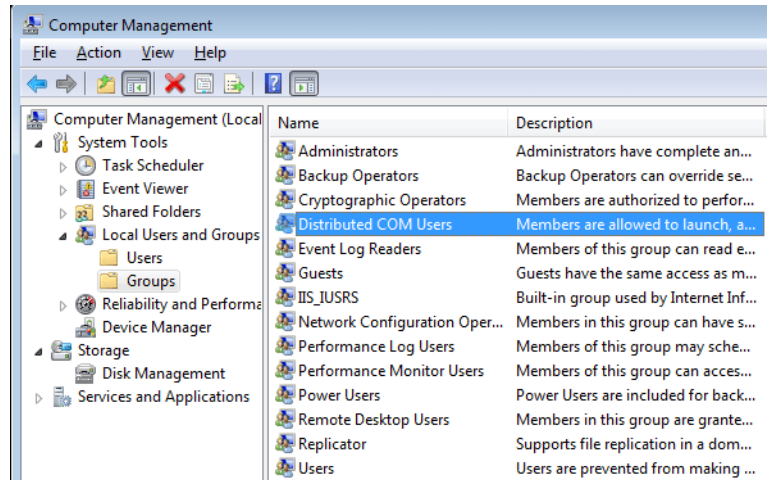 Computer Management
File Action View Help
Computer Management (Local
System Tools
Task Scheduler
Event Viewer
Shared Folders
Local Users and Groups
Users
Groups
Reliability and Performa
Device Manager
Storage
Disk Management
Services and Applications
Name Description
Administrators Administrators have complete an...
Backup Operators Backup Operators can override se...
Cryptographic Operators Members are authorized to perfor...
Distributed COM Users Members are allowed to launch, a...
Event Log Readers Members of this group can read e...
Guests Guests have the same access as m...
IIS_IUSRS Built-in group used by Internet Inf...
Network Configuration Oper... Members in this group can have s...
Performance Log Users Members of this group may sche...
Performance Monitor Users Members of this group can acces...
Power Users Power Users are included for back...
Remote Desktop Users Members in this group are grante...
Replicator Supports file replication in a dom...
Users Users are prevented from making ...